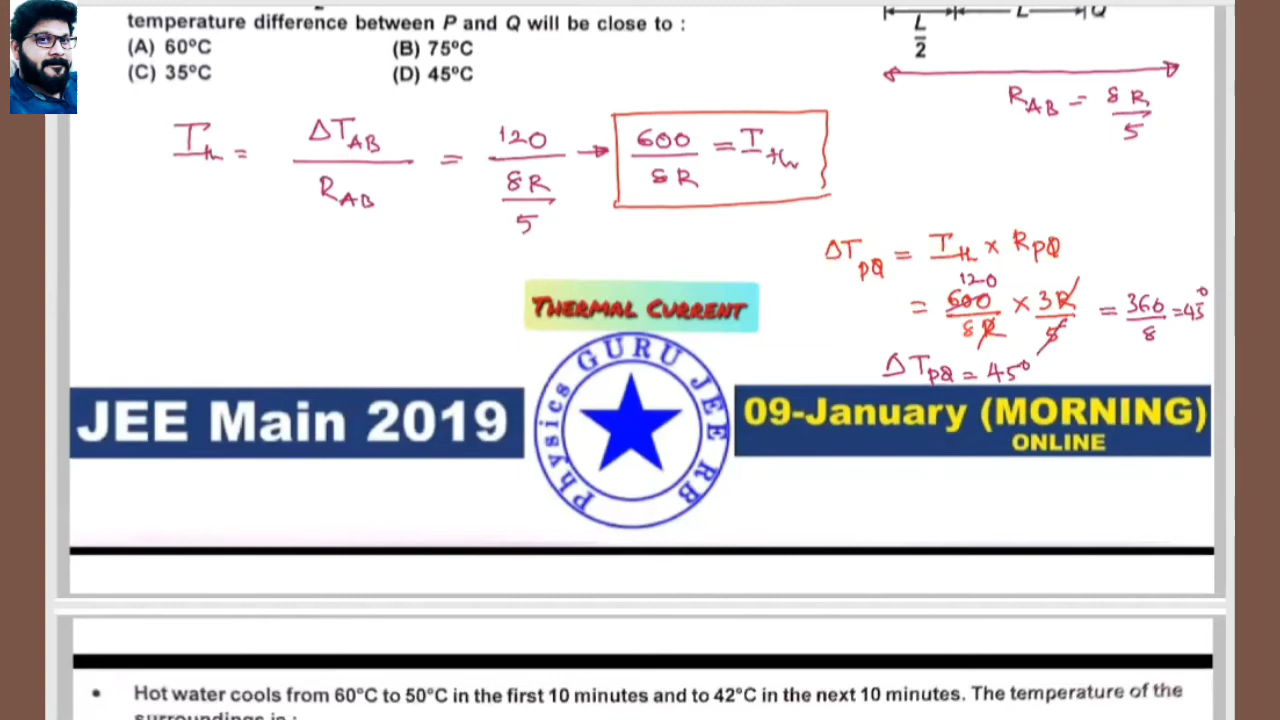 temperature difference between P and Q will be close to :
(A) 60°C (B) 75°C
(C) 35°C (D) 45°C
L/2 L Q
R_AB = 8R/5
I_th = ΔT_AB/R_AB = 120/(8R/5) → 600/8R = I_th
ΔT_PQ = I_th × R_PQ
120
= 600/8R × 3R/5 = 360/8 = 45°
ΔT_PQ = 45°
THERMAL CURRENT
JEE Main 2019
Physics GURU JEE RB
09-January (MORNING)
ONLINE
• Hot water cools from 60°C to 50°C in the first 10 minutes and to 42°C in the next 10 minutes. The temperature of the
surroundings is :